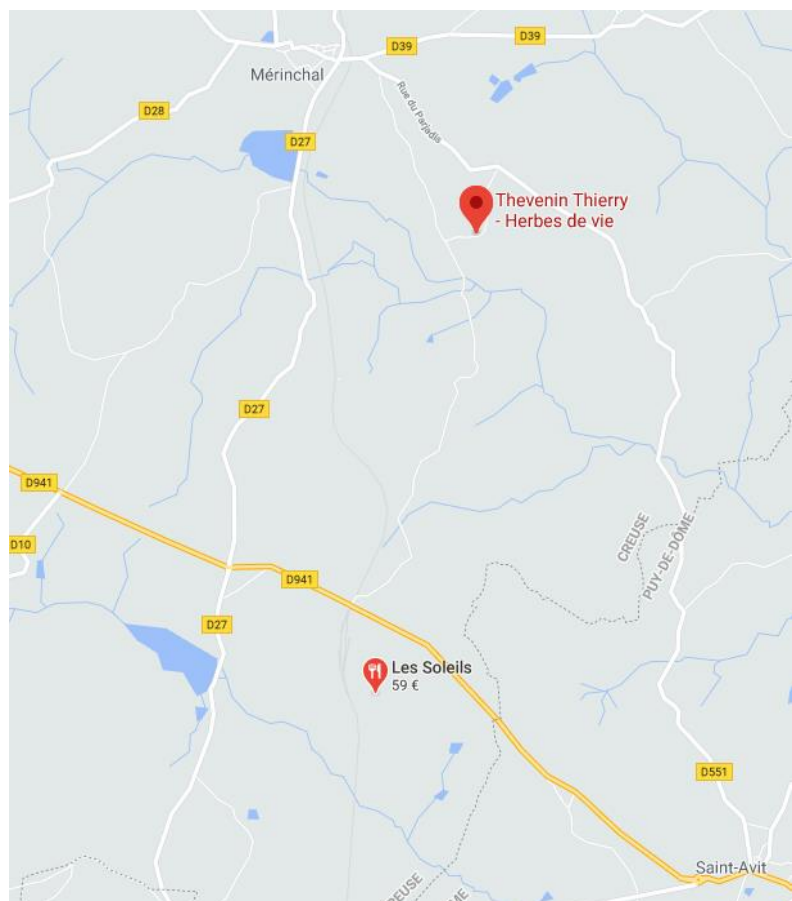 D39
D39
Mérinchal
Rue du Parjadis
D28
D27
Thevenin Thierry
- Herbes de vie
D27
D941
CREUSE
PUY-DE-DÔME
D10
D941
D27
Les Soleils
59 €
D551
Saint-Avit
CREUSE